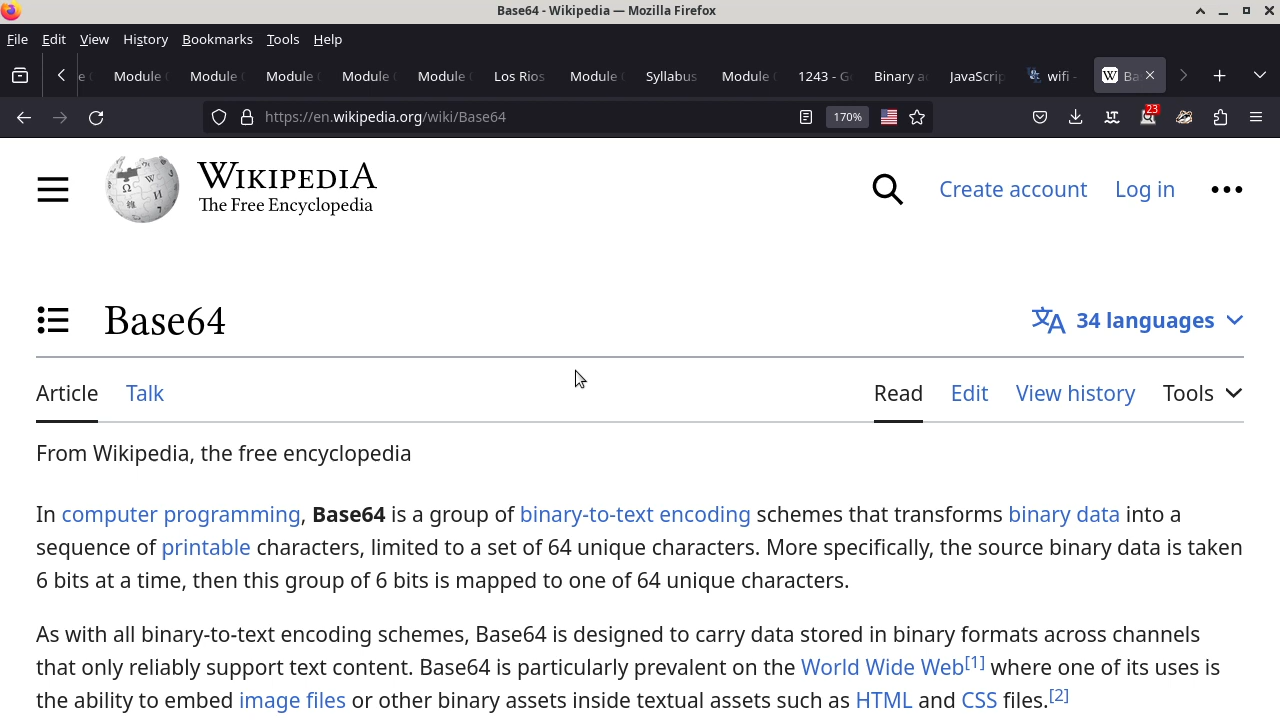 Base64 - Wikipedia — Mozilla Firefox
File Edit View History Bookmarks Tools Help
Module Module Module Module Module Los Rios Module Syllabus Module 1243 - G Binary a JavaScrip wifi - Ba
https://en.wikipedia.org/wiki/Base64 170% 23
WIKIPEDIA
The Free Encyclopedia
Create account Log in
Base64
34 languages
Article Talk Read Edit View history Tools
From Wikipedia, the free encyclopedia
In computer programming, Base64 is a group of binary-to-text encoding schemes that transforms binary data into a
sequence of printable characters, limited to a set of 64 unique characters. More specifically, the source binary data is taken
6 bits at a time, then this group of 6 bits is mapped to one of 64 unique characters.
As with all binary-to-text encoding schemes, Base64 is designed to carry data stored in binary formats across channels
that only reliably support text content. Base64 is particularly prevalent on the World Wide Web[1] where one of its uses is
the ability to embed image files or other binary assets inside textual assets such as HTML and CSS files.[2]